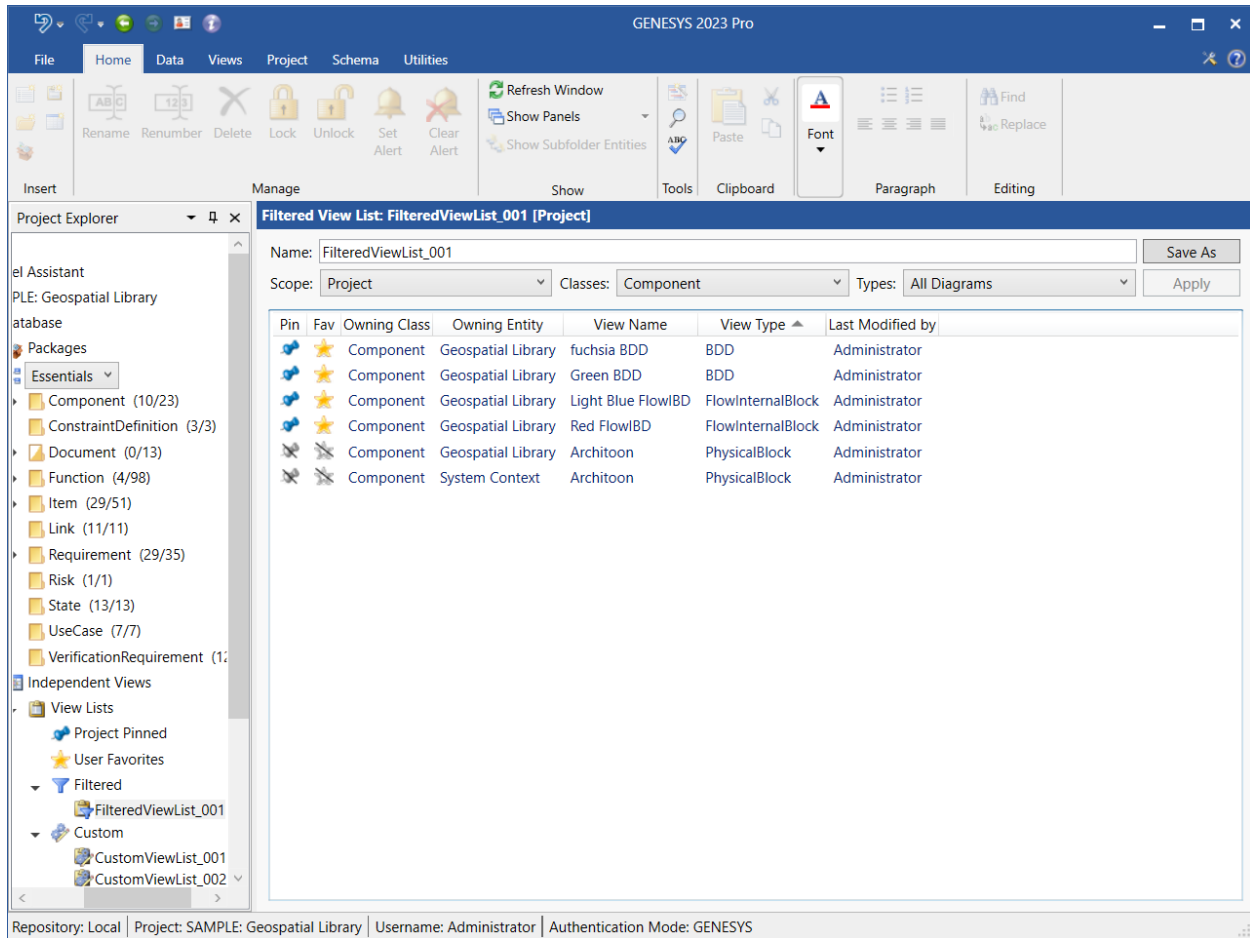 GENESYS 2023 Pro
File Home Data Views Project Schema Utilities
Rename Renumber Delete Lock Unlock Set Alert Clear Alert
Refresh Window
Show Panels
Show Subfolder Entities
Paste
Font
Find
Replace
Insert Manage Show Tools Clipboard Paragraph Editing
Project Explorer
el Assistant
PLE: Geospatial Library
atabase
Packages
Essentials
Component (10/23)
ConstraintDefinition (3/3)
Document (0/13)
Function (4/98)
Item (29/51)
Link (11/11)
Requirement (29/35)
Risk (1/1)
State (13/13)
UseCase (7/7)
VerificationRequirement (12
Independent Views
View Lists
Project Pinned
User Favorites
Filtered
FilteredViewList_001
Custom
CustomViewList_001
CustomViewList_002
Filtered View List: FilteredViewList_001 [Project]
Name: FilteredViewList_001 Save As
Scope: Project Classes: Component Types: All Diagrams Apply
Pin Fav Owning Class Owning Entity View Name View Type Last Modified by
Component Geospatial Library fuchsia BDD BDD Administrator
Component Geospatial Library Green BDD BDD Administrator
Component Geospatial Library Light Blue FlowIBD FlowInternalBlock Administrator
Component Geospatial Library Red FlowIBD FlowInternalBlock Administrator
Component Geospatial Library Architoon PhysicalBlock Administrator
Component System Context Architoon PhysicalBlock Administrator
Repository: Local Project: SAMPLE: Geospatial Library Username: Administrator Authentication Mode: GENESYS